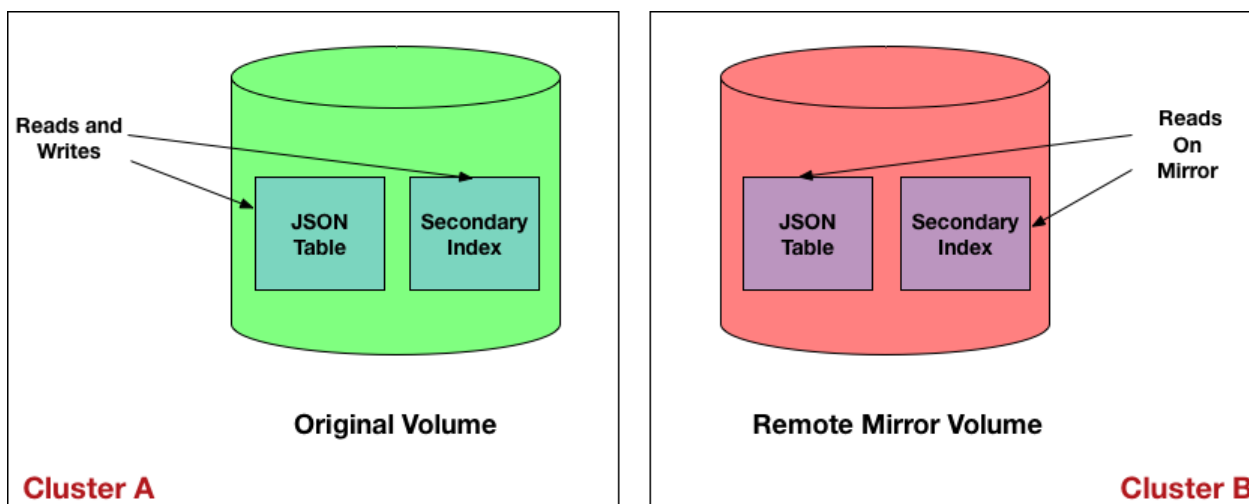 Reads and
Writes
JSON
Table
Secondary
Index
Original Volume
Cluster A
Reads
On
Mirror
JSON
Table
Secondary
Index
Remote Mirror Volume
Cluster B